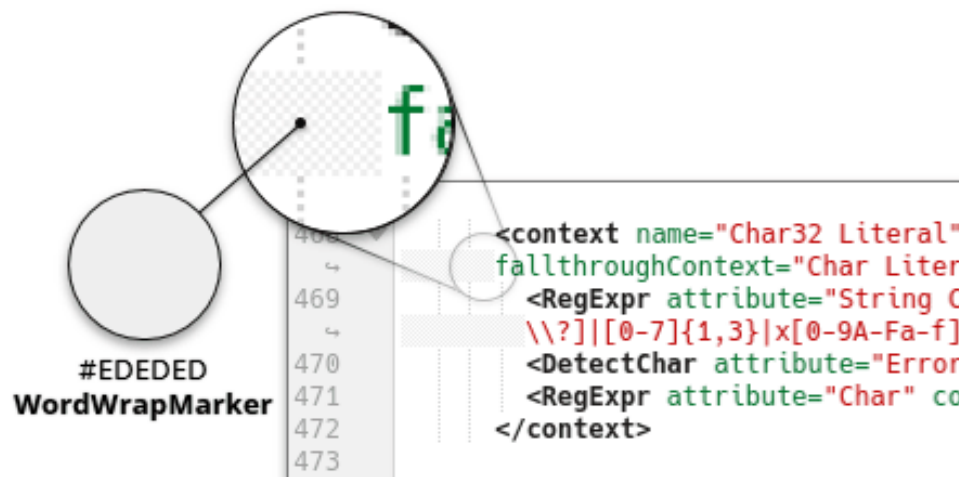 fa
468 <context name="Char32 Literal"
↪ fallthroughContext="Char Liter
469 <RegExpr attribute="String C
↪ \\?]|[0-7]{1,3}|x[0-9A-Fa-f]
470 <DetectChar attribute="Error
471 <RegExpr attribute="Char" co
472 </context>
473
#EDEDED
WordWrapMarker